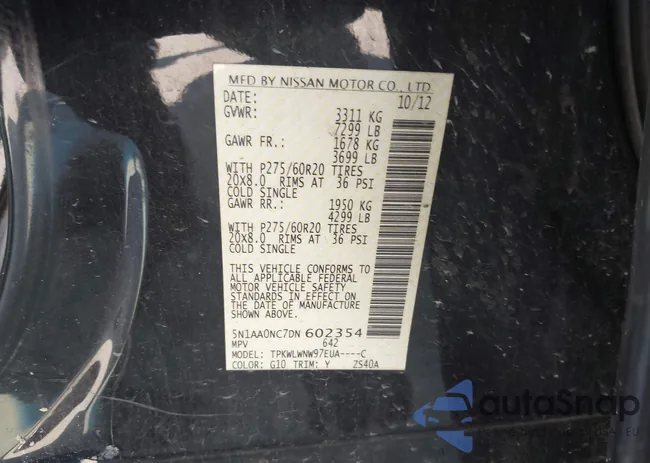 MFD BY NISSAN MOTOR CO., LTD.
DATE: 10/12
GVWR: 3311 KG
7299 LB
GAWR FR.: 1678 KG
3699 LB
WITH P275/60R20 TIRES
20X8.0 RIMS AT 36 PSI
COLD SINGLE
GAWR RR.: 1950 KG
4299 LB
WITH P275/60R20 TIRES
20X8.0 RIMS AT 36 PSI
COLD SINGLE
THIS VEHICLE CONFORMS TO
ALL APPLICABLE FEDERAL
MOTOR VEHICLE SAFETY
STANDARDS IN EFFECT ON
THE DATE OF MANUFACTURE
SHOWN ABOVE.
5N1AA0NC7DN 602354
MPV 642
MODEL: TPKWLWNW97EUA----C
COLOR: G10 TRIM: Y ZS40A
autoSnap
EU